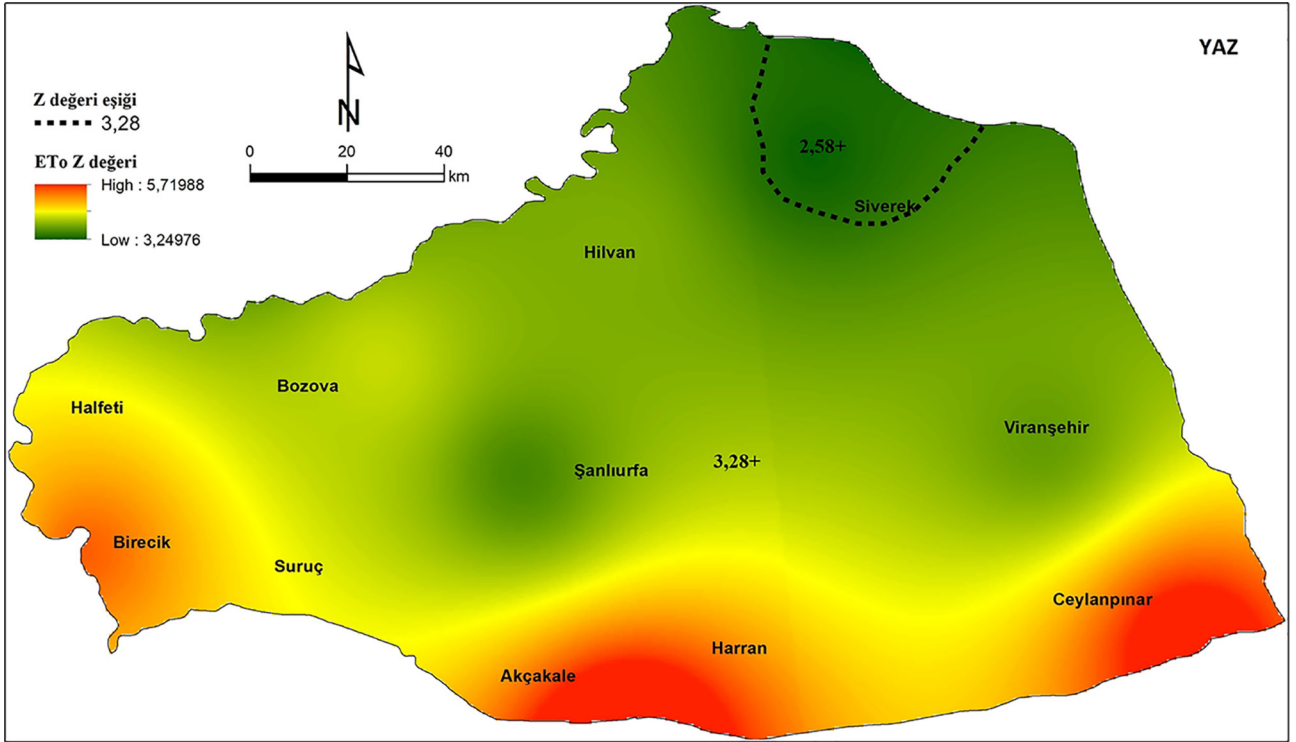 YAZ
Z değeri eşiği
3,28
ETo Z değeri
High : 5,71988
Low : 3,24976
N
0 20 40
km
2,58+
Siverek
Hilvan
Bozova
Halfeti
Viranşehir
Şanlıurfa
3,28+
Birecik
Suruç
Ceylanpınar
Harran
Akçakale